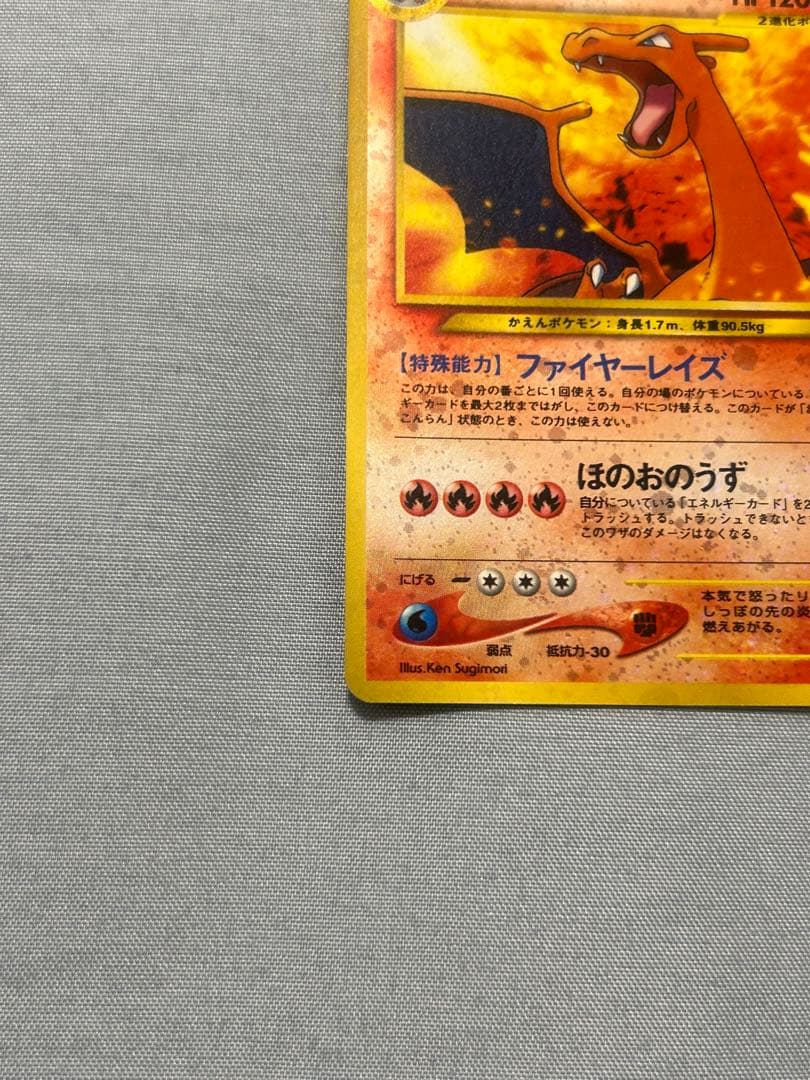 HP120
2進化ポ
かえんポケモン：身長1.7m、体重90.5kg
【特殊能力】ファイヤーレイズ
この力は、自分の番ごとに1回使える。自分の場のポケモンについている
ギーカードを最大2枚まではがし、このカードにつけ替える。このカードが「
こんらん」状態のとき、この力は使えない。
ほのおのうず
自分についている「エネルギーカード」を2
トラッシュする。トラッシュできないと
このワザのダメージはなくなる。
にげる
本気で怒ったリ
しっぽの先の炎
燃えあがる。
弱点 抵抗力-30
Illus.Ken Sugimori